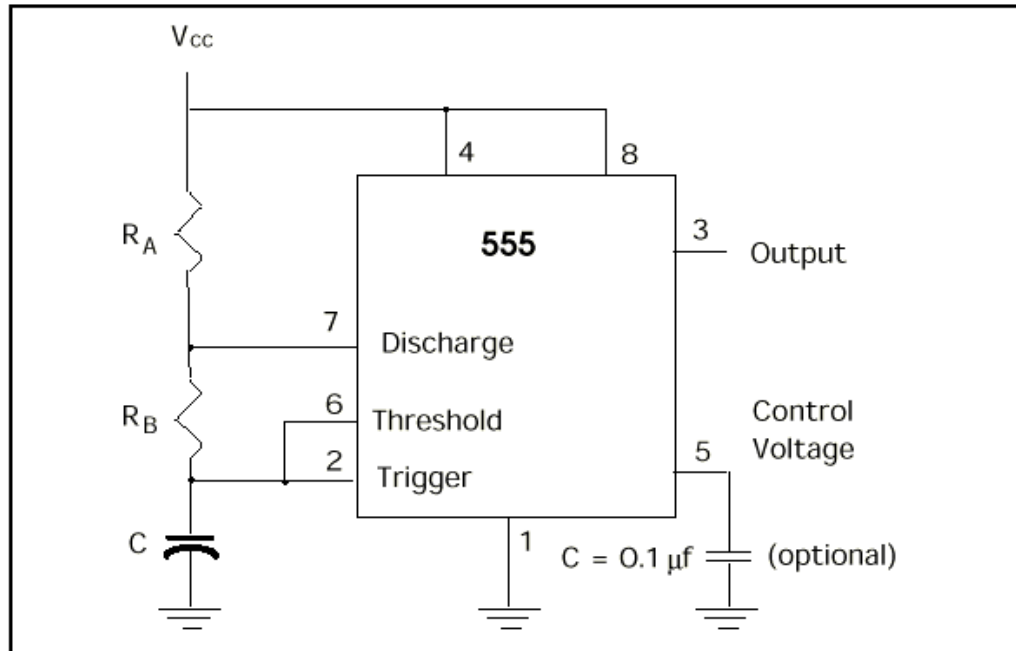 Vcc
4
8
555
3
Output
RA
7
Discharge
6
Threshold
RB
2
Trigger
Control
Voltage
5
C
1
C = 0.1 µf
(optional)